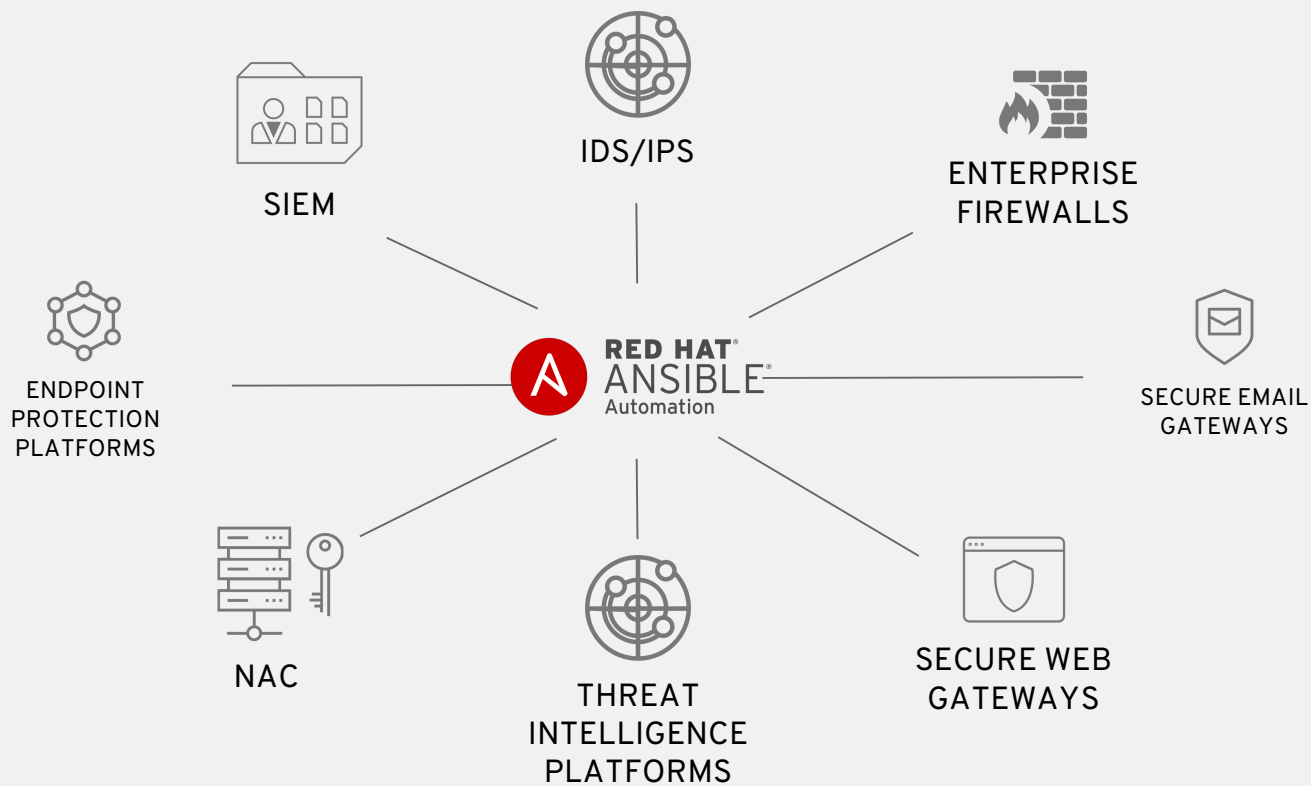 IDS/IPS
SIEM
ENTERPRISE
FIREWALLS
RED HAT®
ANSIBLE®
Automation
ENDPOINT
PROTECTION
PLATFORMS
SECURE EMAIL
GATEWAYS
NAC
THREAT
INTELLIGENCE
PLATFORMS
SECURE WEB
GATEWAYS